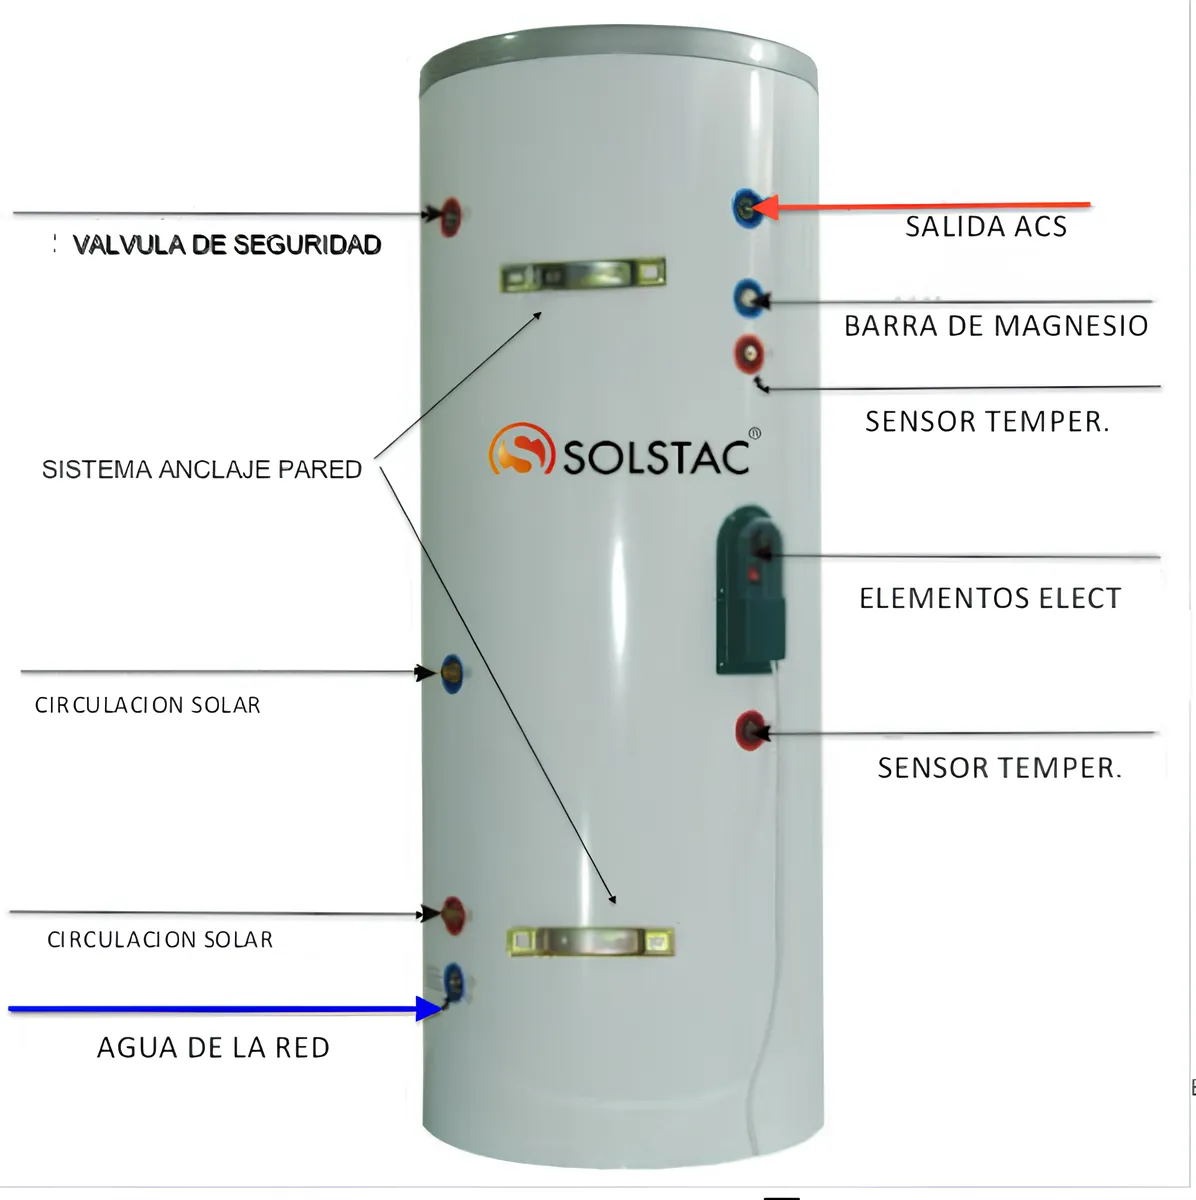 VALVULA DE SEGURIDAD
SALIDA ACS
BARRA DE MAGNESIO
SENSOR TEMPER.
SOLSTAC®
SISTEMA ANCLAJE PARED
ELEMENTOS ELECT
CIRCULACION SOLAR
SENSOR TEMPER.
CIRCULACION SOLAR
AGUA DE LA RED